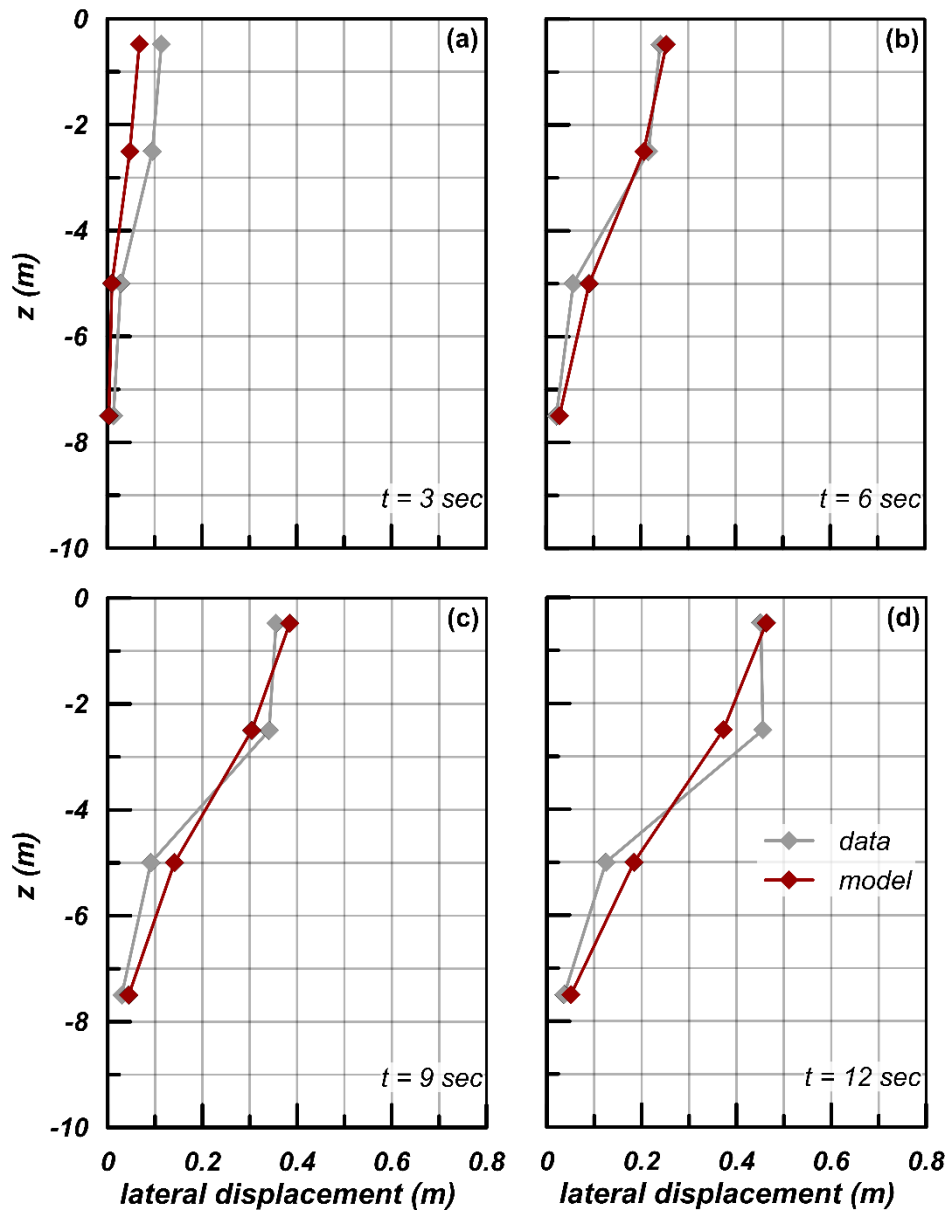 0
(a)
(b)
-2
-4
z (m)
-6
-8
t = 3 sec
t = 6 sec
-10
0
(c)
(d)
-2
-4
z (m)
data
model
-6
-8
t = 9 sec
t = 12 sec
-10
0 0.2 0.4 0.6 0.8
0 0.2 0.4 0.6 0.8
lateral displacement (m)
lateral displacement (m)